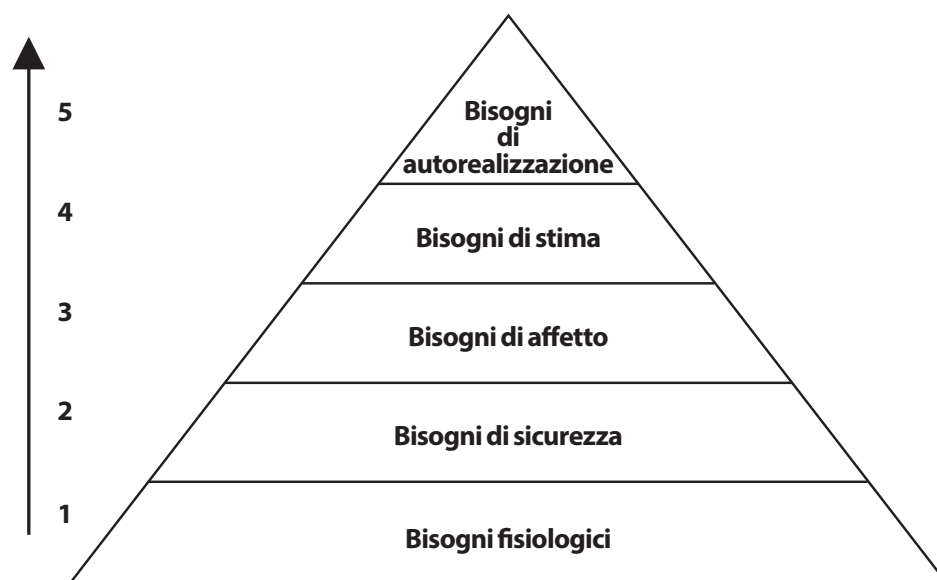 5
Bisogni
di
autorealizzazione
4
Bisogni di stima
3
Bisogni di affetto
2
Bisogni di sicurezza
1
Bisogni fisiologici